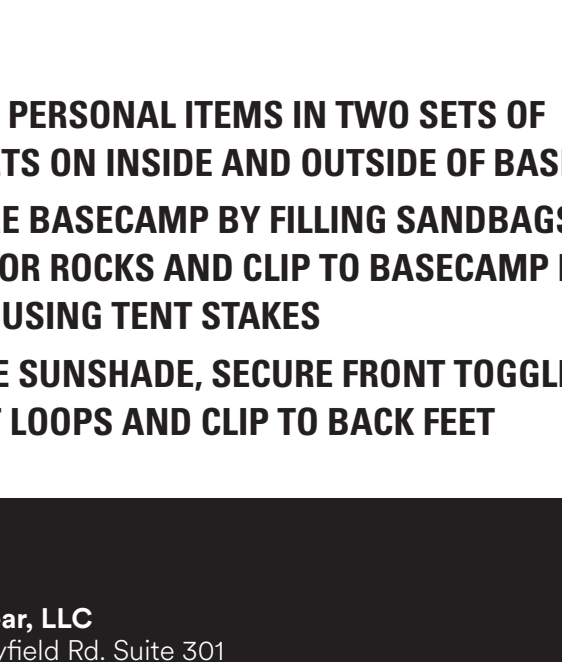 PERSONAL ITEMS IN TWO SETS OF
TS ON INSIDE AND OUTSIDE OF BAS
E BASECAMP BY FILLING SANDBAGS
OR ROCKS AND CLIP TO BASECAMP
USING TENT STAKES
E SUNSHADE, SECURE FRONT TOGGL
LOOPS AND CLIP TO BACK FEET
ar, LLC
yfield Rd. Suite 301